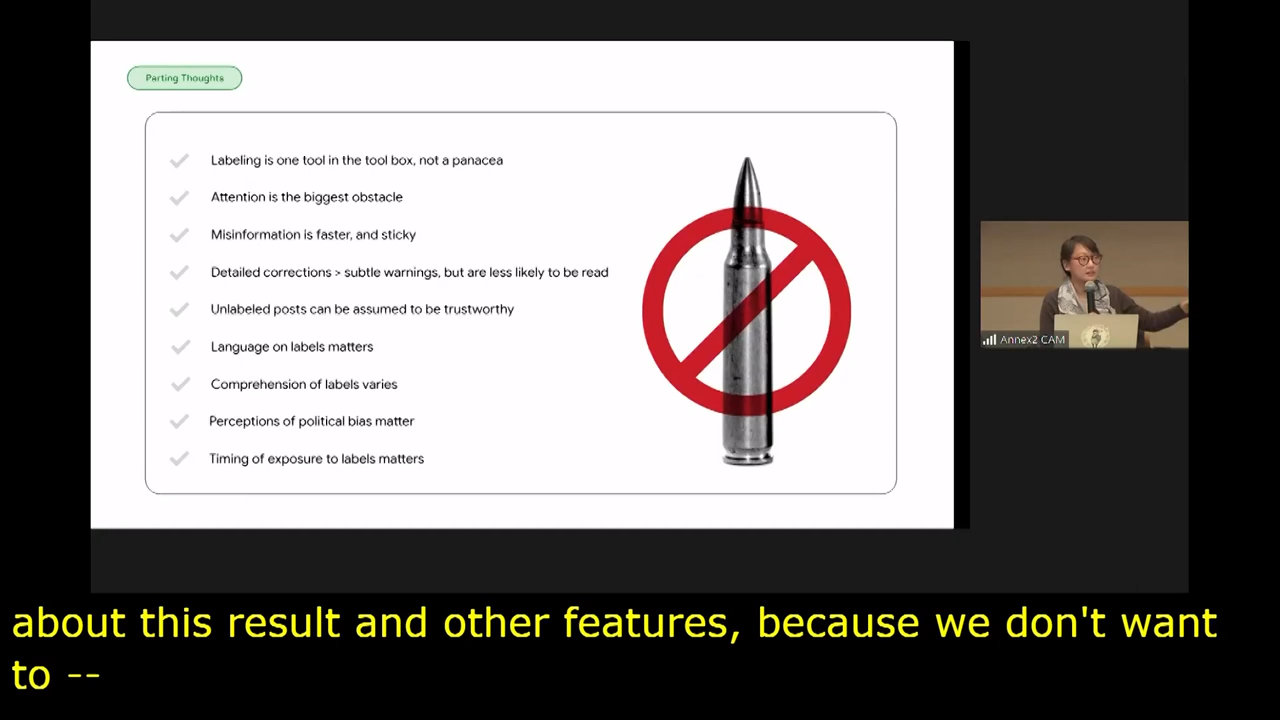 Parting Thoughts
Labeling is one tool in the tool box, not a panacea
Attention is the biggest obstacle
Misinformation is faster, and sticky
Detailed corrections > subtle warnings, but are less likely to be read
Unlabeled posts can be assumed to be trustworthy
Language on labels matters
Comprehension of labels varies
Perceptions of political bias matter
Timing of exposure to labels matters
Annex2 CAM
about this result and other features, because we don't want
to --